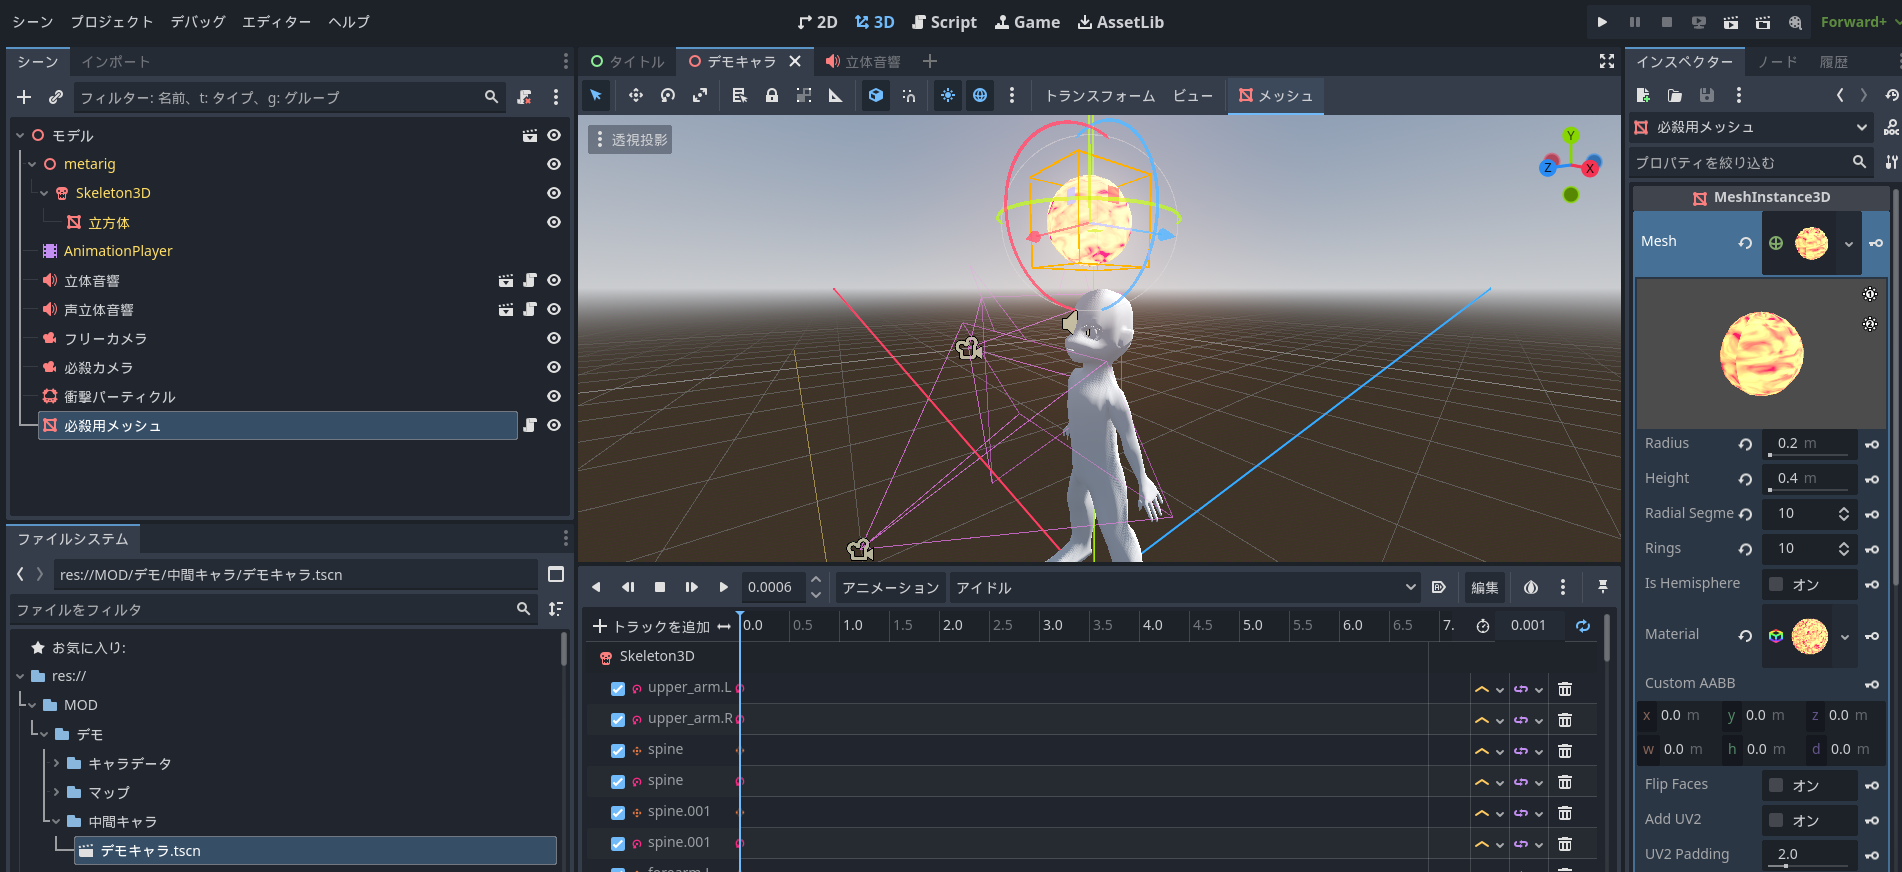 シーン プロジェクト デバッグ エディター ヘルプ
2D 3D Script Game AssetLib
Forward+
シーン インポート
フィルター: 名前、t: タイプ、g: グループ
モデル
metarig
Skeleton3D
立方体
AnimationPlayer
立体音響
声立体音響
フリーカメラ
必殺カメラ
衝撃パーティクル
必殺用メッシュ
ファイルシステム
res://MOD/デモ/中間キャラ/デモキャラ.tscn
ファイルをフィルタ
お気に入り:
res://
MOD
デモ
キャラデータ
マップ
中間キャラ
デモキャラ.tscn
タイトル デモキャラ 立体音響
トランスフォーム ビュー メッシュ
透視投影
Y
Z X
0.0006 アニメーション アイドル 編集
トラックを追加 0.0 0.5 1.0 1.5 2.0 2.5 3.0 3.5 4.0 4.5 5.0 5.5 6.0 6.5 7. 0.001
Skeleton3D
upper_arm.L
upper_arm.R
spine
spine
spine.001
spine.001
インスペクター ノード 履歴
必殺用メッシュ
DOC
プロパティを絞り込む
MeshInstance3D
Mesh
1
2
Radius 0.2 m
Height 0.4 m
Radial Segme 10
Rings 10
Is Hemisphere オン
Material
Custom AABB
x 0.0 m y 0.0 m z 0.0 m
w 0.0 m h 0.0 m d 0.0 m
Flip Faces オン
Add UV2 オン
UV2 Padding 2.0